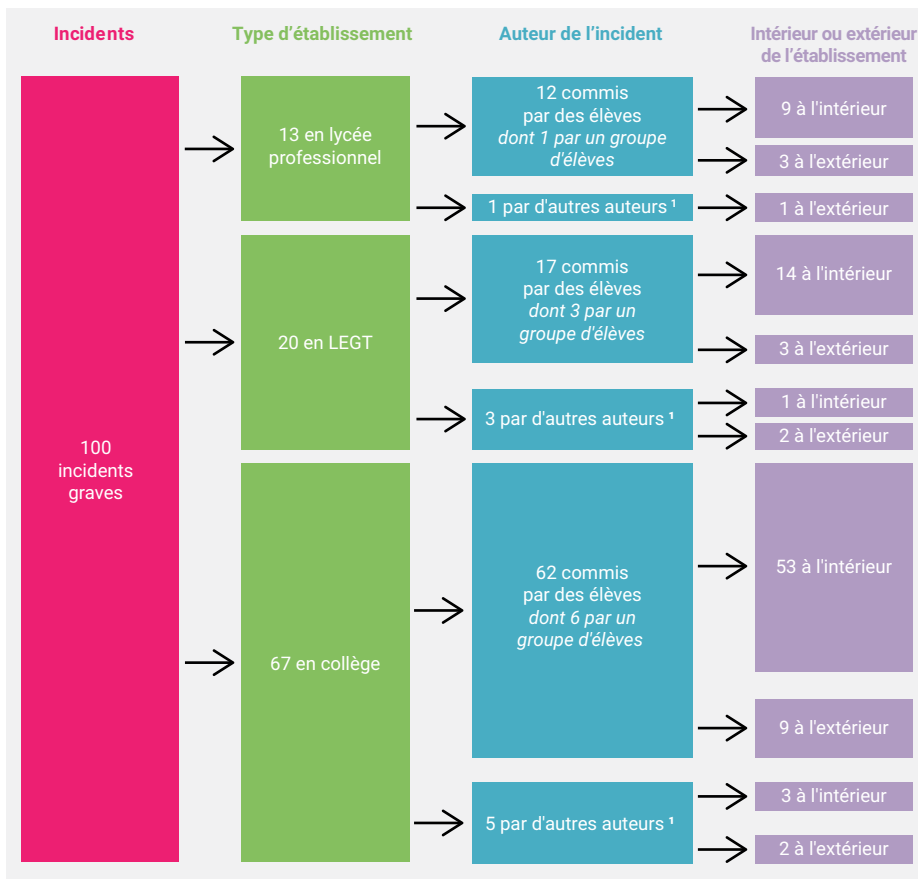 Incidents
Type d'établissement
Auteur de l'incident
Intérieur ou extérieur
de l'établissement
100
incidents
graves
13 en lycée
professionnel
12 commis
par des élèves
dont 1 par un groupe
d'élèves
9 à l'intérieur
3 à l'extérieur
1 par d'autres auteurs ¹
1 à l'extérieur
20 en LEGT
17 commis
par des élèves
dont 3 par un
groupe d'élèves
14 à l'intérieur
3 à l'extérieur
3 par d'autres auteurs ¹
1 à l'intérieur
2 à l'extérieur
67 en collège
62 commis
par des élèves
dont 6 par un
groupe d'élèves
53 à l'intérieur
9 à l'extérieur
5 par d'autres auteurs ¹
3 à l'intérieur
2 à l'extérieur